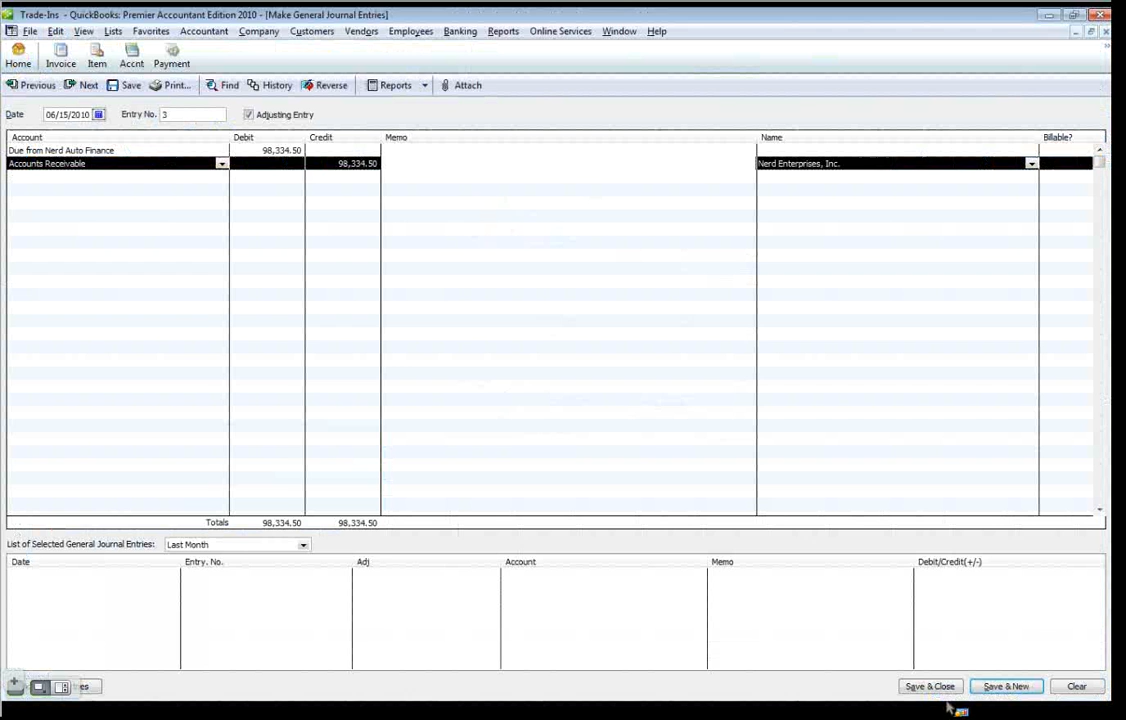 Trade-Ins - QuickBooks: Premier Accountant Edition 2010 - [Make General Journal Entries]
File Edit View Lists Favorites Accountant Company Customers Vendors Employees Banking Reports Online Services Window Help
Home Invoice Item Accnt Payment
Previous Next Save Print... Find History Reverse Reports Attach
Date 06/15/2010 Entry No. 3 Adjusting Entry
Account Debit Credit Memo Name Billable?
Due from Nerd Auto Finance 98,334.50
Accounts Receivable 98,334.50 Nerd Enterprises, Inc.
Totals 98,334.50 98,334.50
List of Selected General Journal Entries: Last Month
Date Entry. No. Adj Account Memo Debit/Credit(+/-)
es Save & Close Save & New Clear